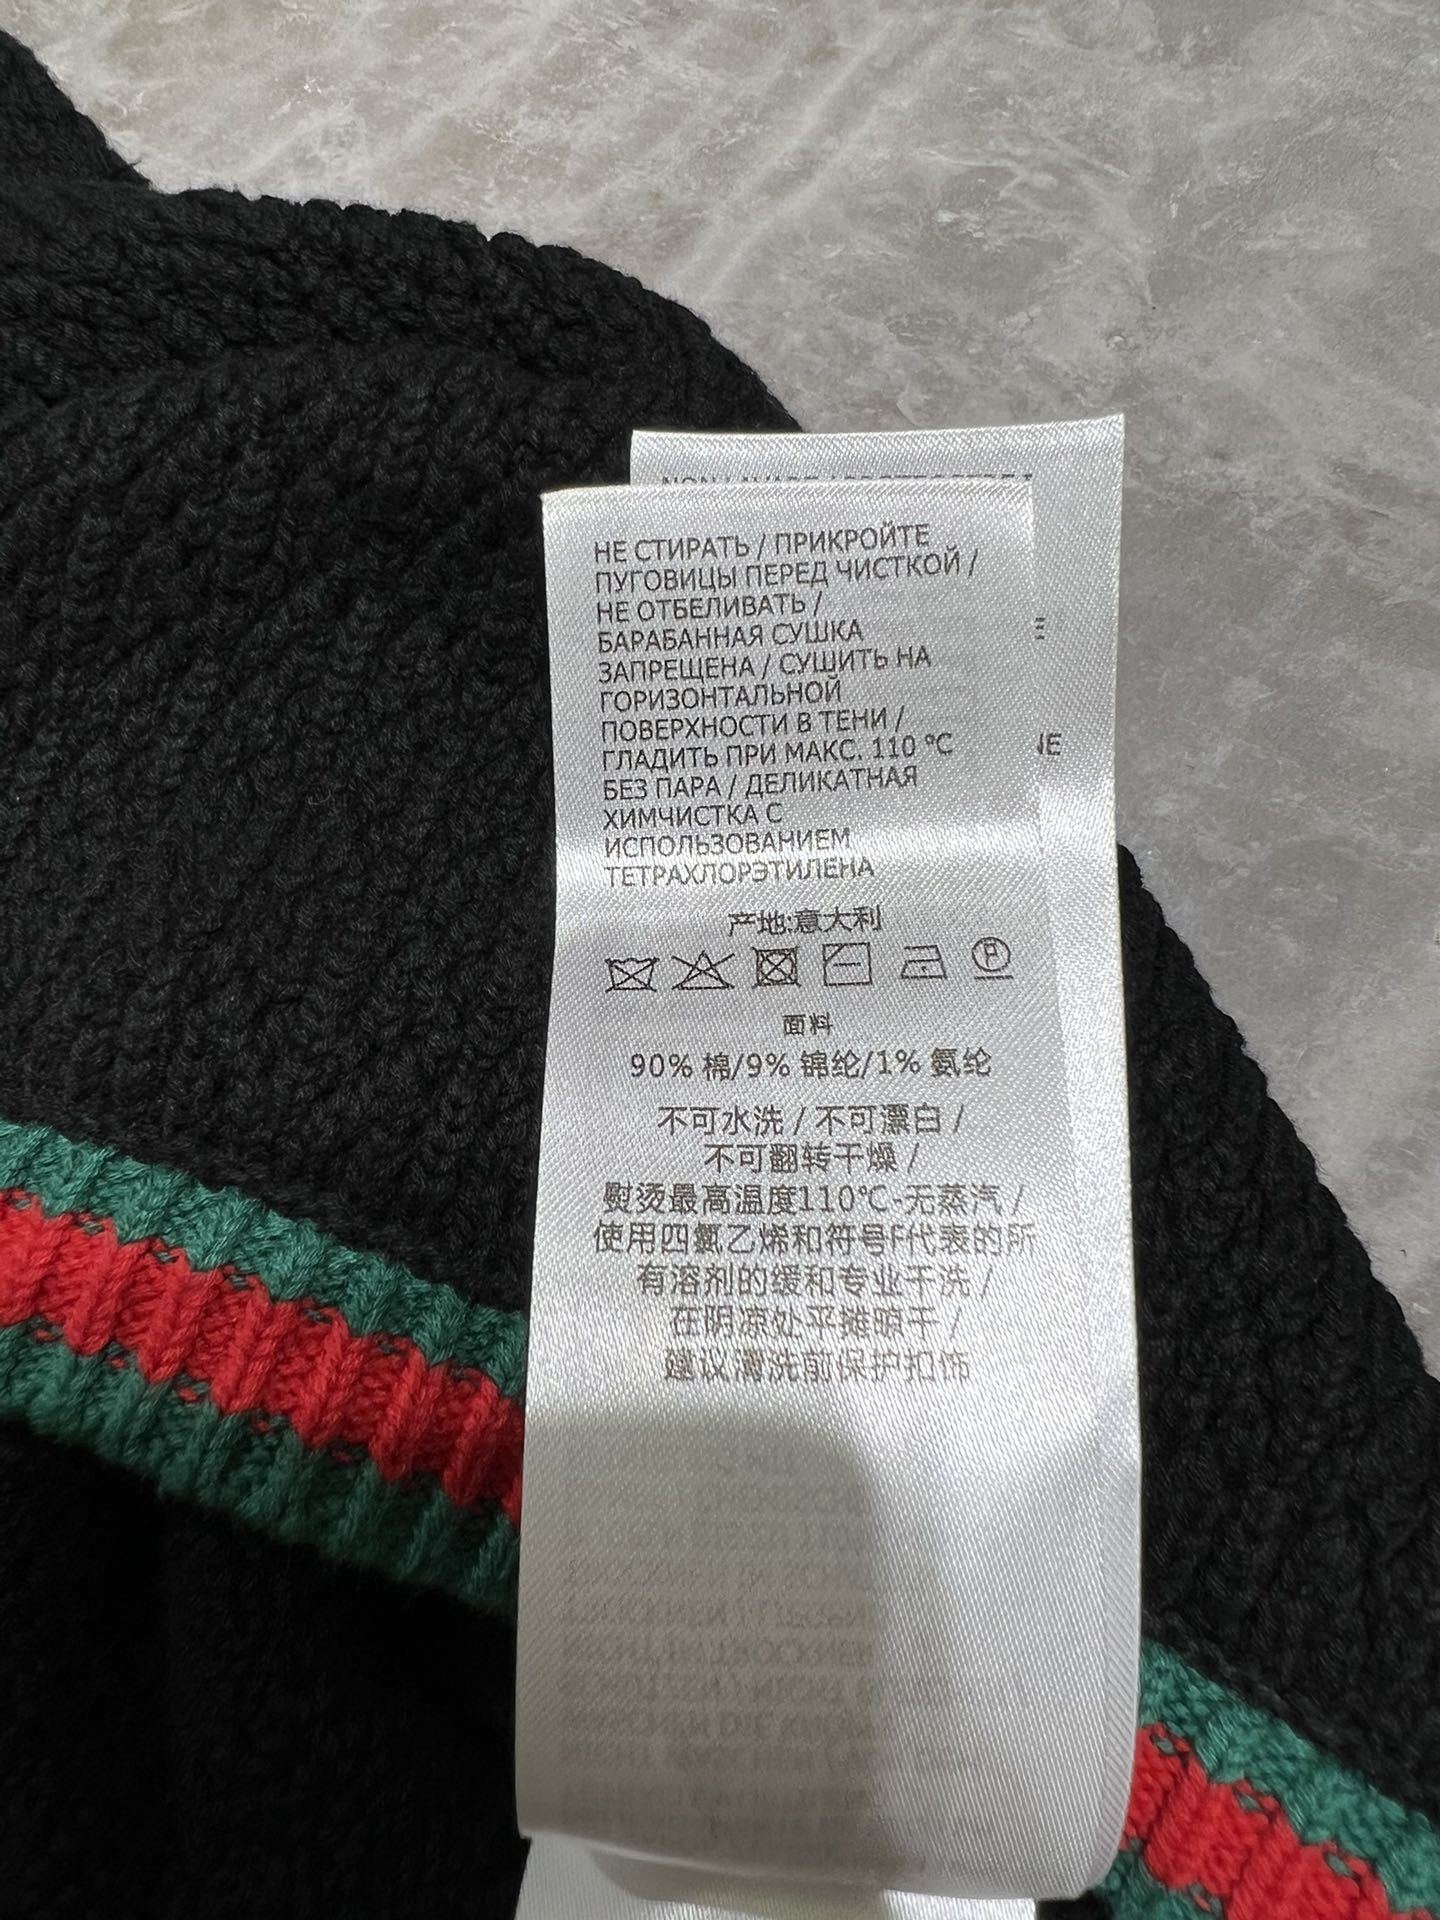 НЕ СТИРАТЬ / ПРИКРОЙТЕ
ПУГОВИЦЫ ПЕРЕД ЧИСТКОЙ /
НЕ ОТБЕЛИВАТЬ /
БАРАБАННАЯ СУШКА
ЗАПРЕЩЕНА / СУШИТЬ НА
ГОРИЗОНТАЛЬНОЙ
ПОВЕРХНОСТИ В ТЕНИ /
ГЛАДИТЬ ПРИ МАКС. 110 °C
БЕЗ ПАРА / ДЕЛИКАТНАЯ
ХИМЧИСТКА С
ИСПОЛЬЗОВАНИЕМ
ТЕТРАХЛОРЭТИЛЕНА
产地:意大利
面料
90% 棉/9% 锦纶/1% 氨纶
不可水洗 / 不可漂白 /
不可翻转干燥 /
熨烫最高温度110℃-无蒸汽 /
使用四氯乙烯和符号F代表的所
有溶剂的缓和专业干洗 /
在阴凉处平摊晾干 /
建议清洗前保护扣饰